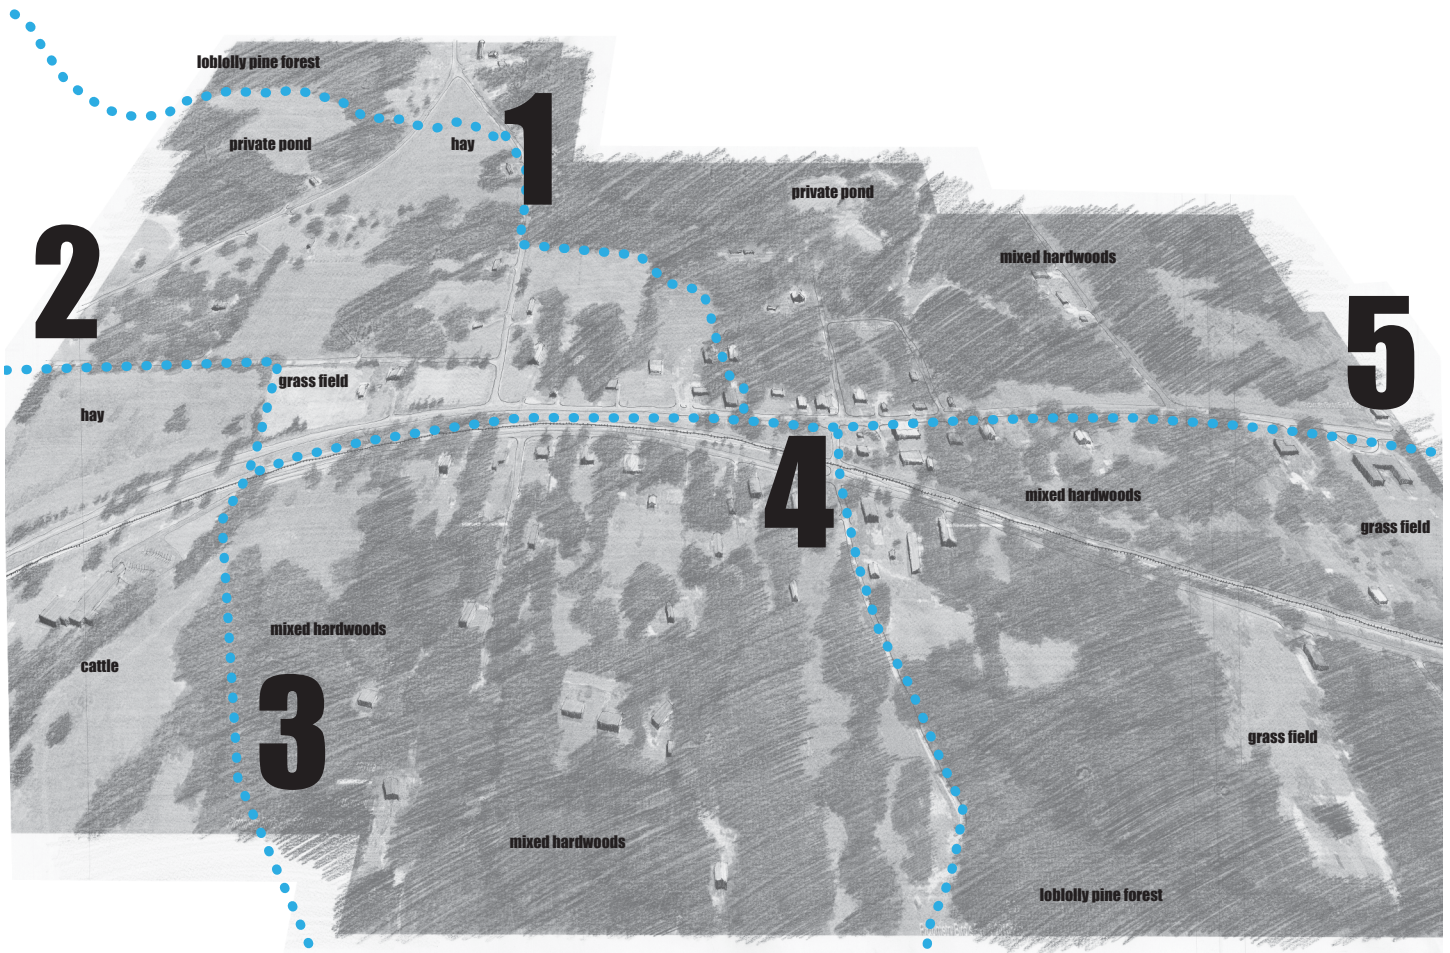 loblolly pine forest
1
private pond
hay
private pond
2
mixed hardwoods
5
grass field
hay
4
mixed hardwoods
grass field
mixed hardwoods
cattle
3
grass field
mixed hardwoods
loblolly pine forest